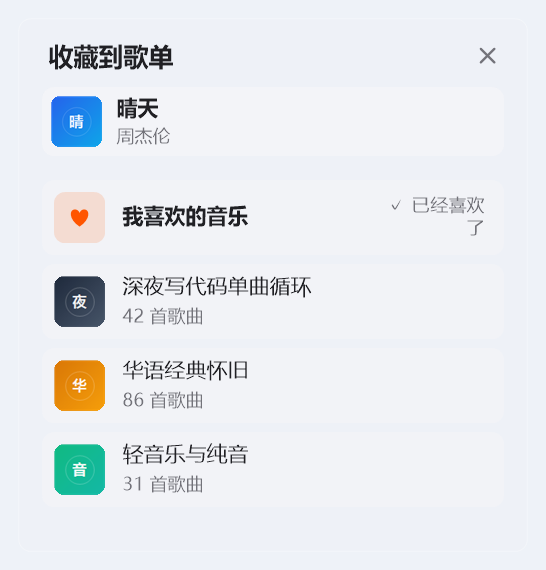 收藏到歌单
晴
晴天
周杰伦
我喜欢的音乐
✓ 已经喜欢
了
夜
深夜写代码单曲循环
42 首歌曲
华
华语经典怀旧
86 首歌曲
音
轻音乐与纯音
31 首歌曲